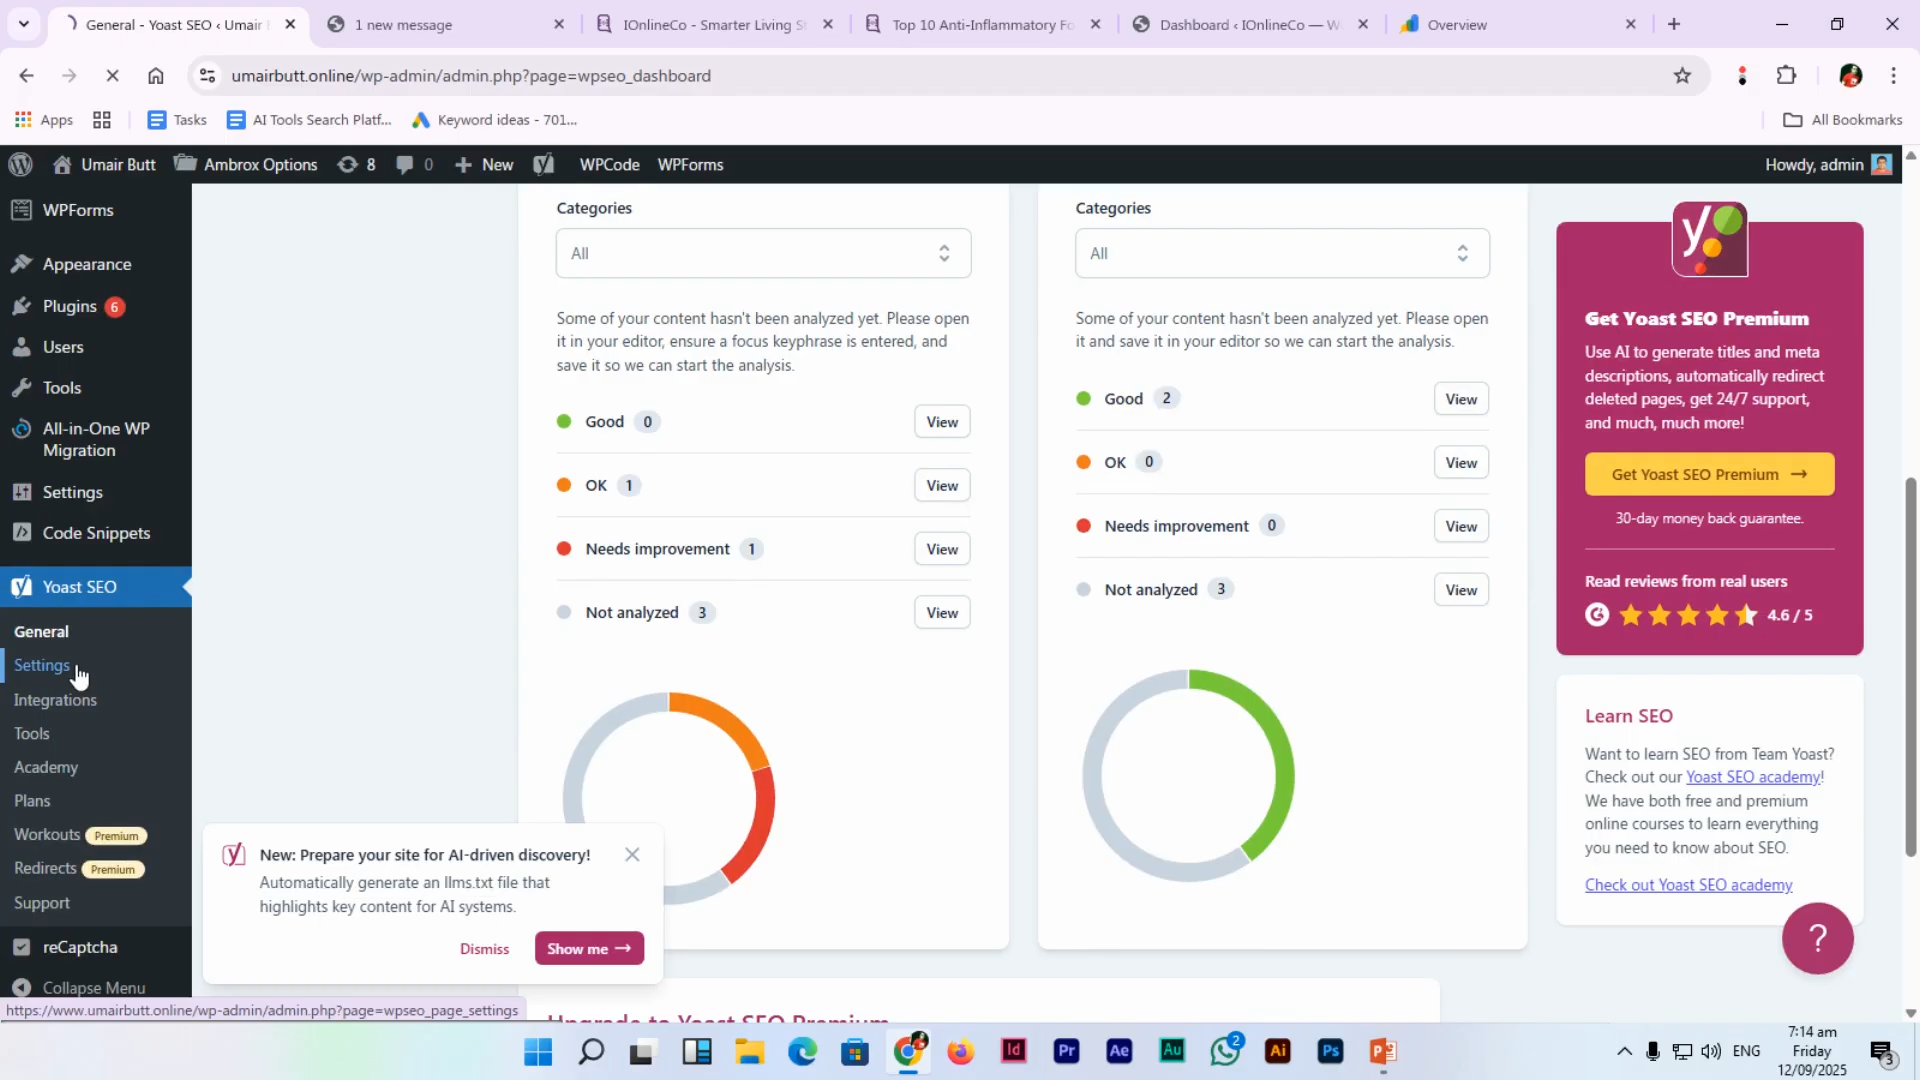 General - Yoast SEO ‹ Umair
1 new message
IOnlineCo - Smarter Living S
Top 10 Anti-Inflammatory Fo
Dashboard ‹ IOnlineCo — W
Overview
umairbutt.online/wp-admin/admin.php?page=wpseo_dashboard
Apps
Tasks
AI Tools Search Platf...
Keyword ideas - 701...
All Bookmarks
Umair Butt
Ambrox Options
8
0
New
WPCode
WPForms
Howdy, admin
WPForms
Appearance
Plugins 6
Users
Tools
All-in-One WP
Migration
Settings
Code Snippets
Yoast SEO
General
Settings
Integrations
Tools
Academy
Plans
Workouts Premium
Redirects Premium
Support
reCaptcha
Collapse Menu
https://www.umairbutt.online/wp-admin/admin.php?page=wpseo_page_settings
Categories
All
Some of your content hasn't been analyzed yet. Please open
it in your editor, ensure a focus keyphrase is entered, and
save it so we can start the analysis.
Good 0 View
OK 1 View
Needs improvement 1 View
Not analyzed 3 View
Categories
All
Some of your content hasn't been analyzed yet. Please open
it and save it in your editor so we can start the analysis.
Good 2 View
OK 0 View
Needs improvement 0 View
Not analyzed 3 View
New: Prepare your site for AI-driven discovery!
Automatically generate an llms.txt file that
highlights key content for AI systems.
Dismiss
Show me →
Upgrade to Yoast SEO Premium
Get Yoast SEO Premium
Use AI to generate titles and meta
descriptions, automatically redirect
deleted pages, get 24/7 support,
and much, much more!
Get Yoast SEO Premium →
30-day money back guarantee.
Read reviews from real users
4.6 / 5
Learn SEO
Want to learn SEO from Team Yoast?
Check out our Yoast SEO academy!
We have both free and premium
online courses to learn everything
you need to know about SEO.
Check out Yoast SEO academy
?
Id
Pr
Ae
Au
2
Ai
Ps
P
ENG
7:14 am
Friday
12/09/2025
3